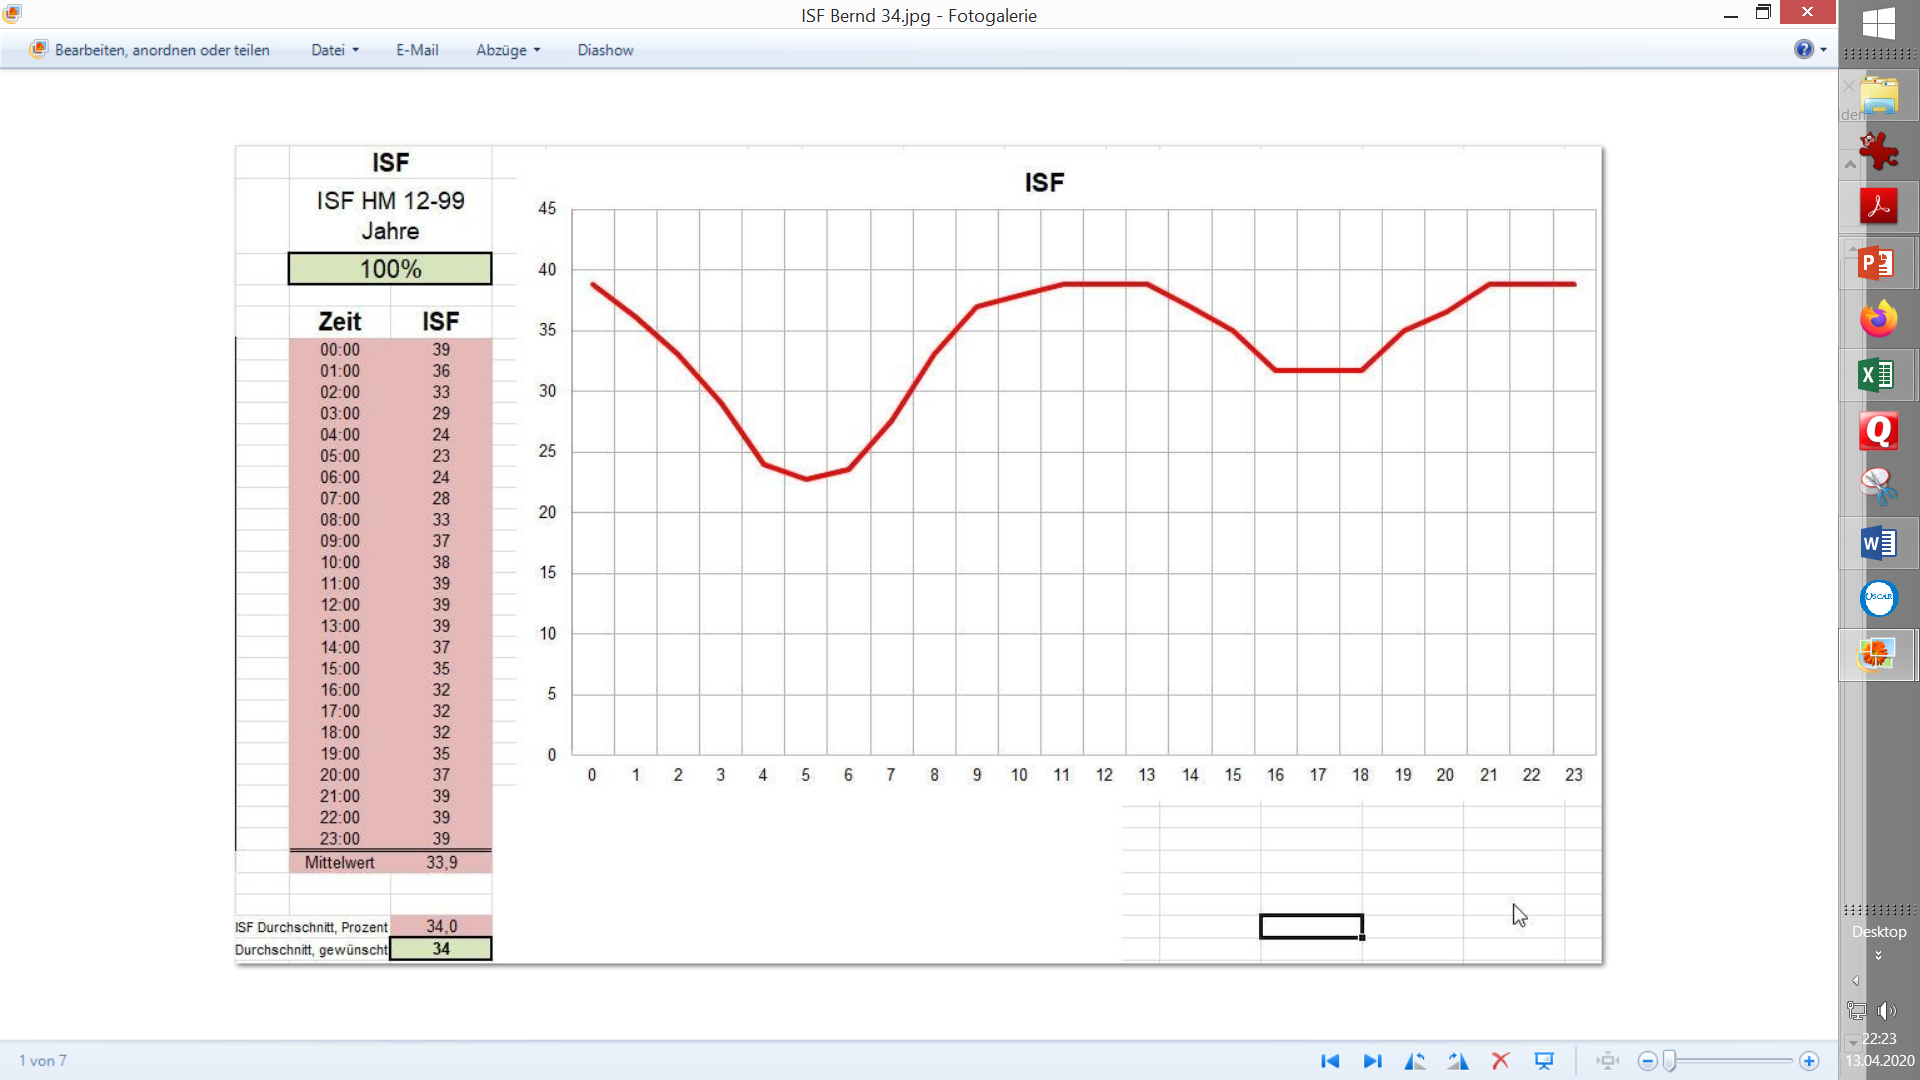 ISF Bernd 34.jpg - Fotogalerie
Bearbeiten, anordnen oder teilen Datei E-Mail Abzüge Diashow
ISF
ISF HM 12-99
Jahre
100%
Zeit ISF
00:00 39
01:00 36
02:00 33
03:00 29
04:00 24
05:00 23
06:00 24
07:00 28
08:00 33
09:00 37
10:00 38
11:00 39
12:00 39
13:00 39
14:00 37
15:00 35
16:00 32
17:00 32
18:00 32
19:00 35
20:00 37
21:00 39
22:00 39
23:00 39
Mittelwert 33,9
ISF Durchschnitt, Prozent 34,0
Durchschnitt, gewünscht 34
ISF
45
40
35
30
25
20
15
10
5
0
0 1 2 3 4 5 6 7 8 9 10 11 12 13 14 15 16 17 18 19 20 21 22 23
1 von 7
lden
OSCAR
Desktop
22:23
13.04.2020